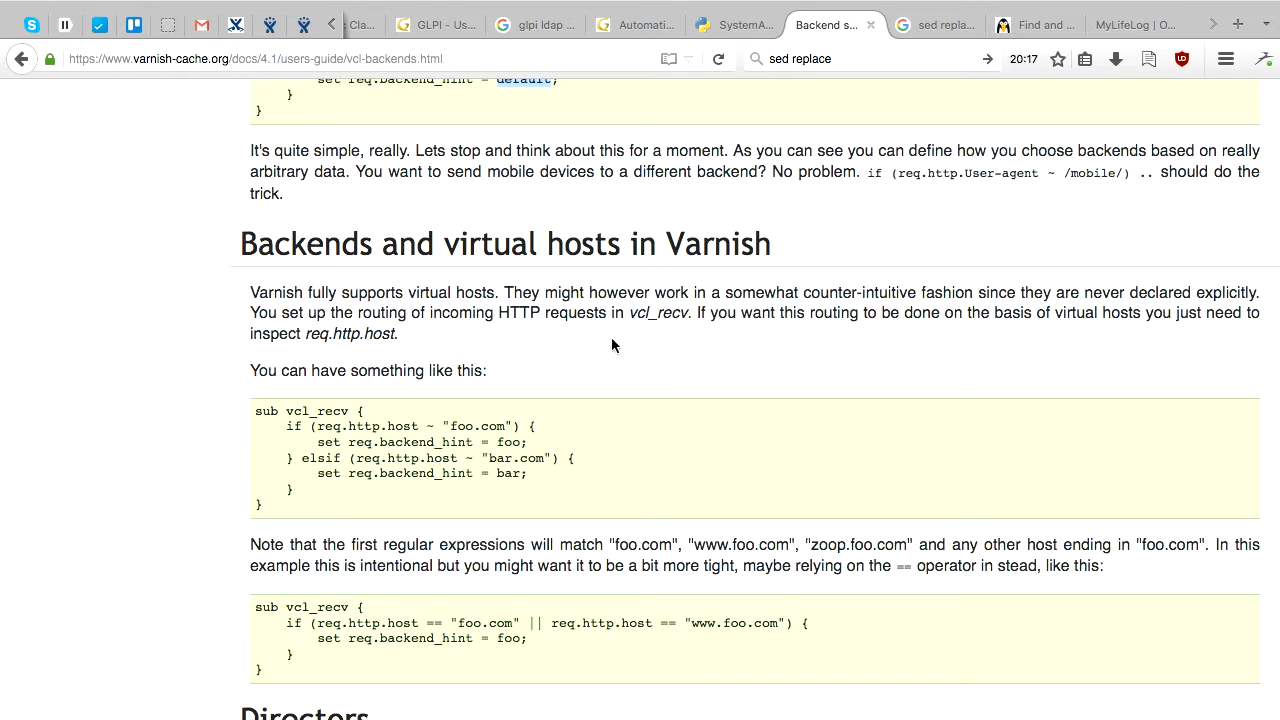 Cla...
GLPI - Us...
glpi ldap ...
Automati...
SystemA...
Backend s...
sed repla...
Find and ...
MyLifeLog | O...
https://www.varnish-cache.org/docs/4.1/users-guide/vcl-backends.html
sed replace
20:17
set req.backend_hint = default;
}
}
It's quite simple, really. Lets stop and think about this for a moment. As you can see you can define how you choose backends based on really
arbitrary data. You want to send mobile devices to a different backend? No problem. if (req.http.User-agent ~ /mobile/) .. should do the
trick.
Backends and virtual hosts in Varnish
Varnish fully supports virtual hosts. They might however work in a somewhat counter-intuitive fashion since they are never declared explicitly.
You set up the routing of incoming HTTP requests in vcl_recv. If you want this routing to be done on the basis of virtual hosts you just need to
inspect req.http.host.
You can have something like this:
sub vcl_recv {
if (req.http.host ~ "foo.com") {
set req.backend_hint = foo;
} elsif (req.http.host ~ "bar.com") {
set req.backend_hint = bar;
}
}
Note that the first regular expressions will match "foo.com", "www.foo.com", "zoop.foo.com" and any other host ending in "foo.com". In this
example this is intentional but you might want it to be a bit more tight, maybe relying on the == operator in stead, like this:
sub vcl_recv {
if (req.http.host == "foo.com" || req.http.host == "www.foo.com") {
set req.backend_hint = foo;
}
}
Directors